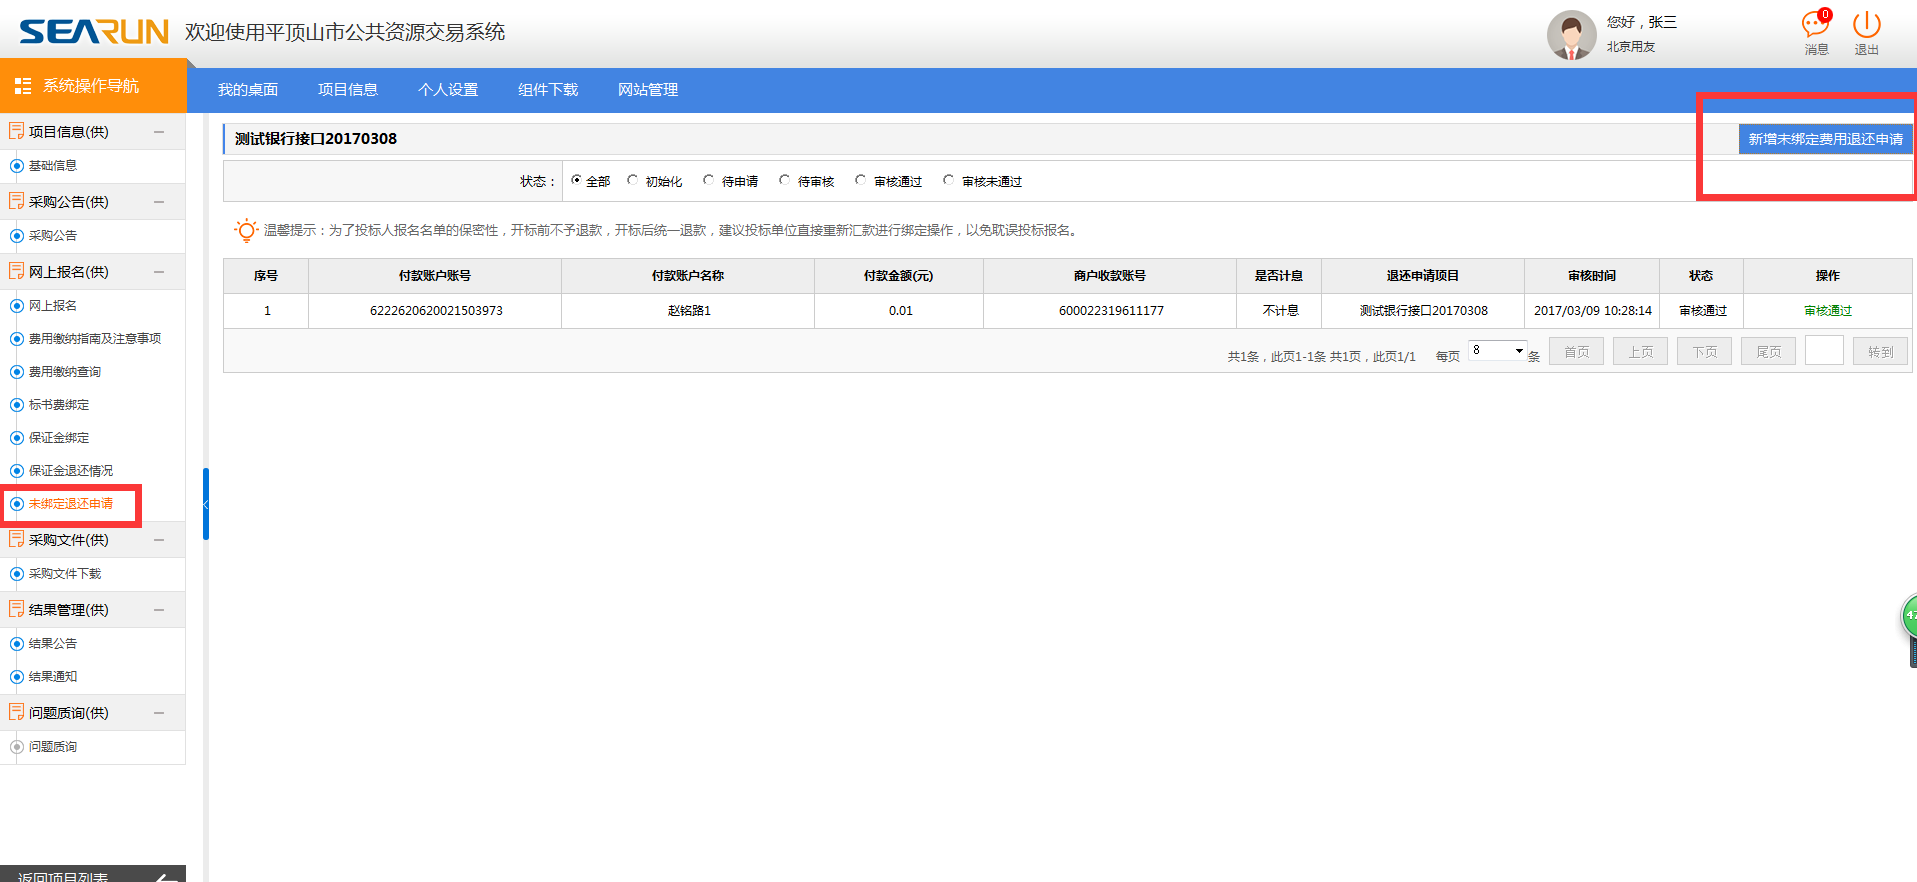 SEARUN 欢迎使用平顶山市公共资源交易系统
您好，张三
北京用友
0
消息
退出
系统操作导航
我的桌面 项目信息 个人设置 组件下载 网站管理
项目信息(供)
基础信息
采购公告(供)
采购公告
网上报名(供)
网上报名
费用缴纳指南及注意事项
费用缴纳查询
标书费绑定
保证金绑定
保证金退还情况
未绑定退还申请
采购文件(供)
采购文件下载
结果管理(供)
结果公告
结果通知
问题质询(供)
问题质询
返回项目列表
测试银行接口20170308
新增未绑定费用退还申请
状态： 全部 初始化 待申请 待审核 审核通过 审核未通过
温馨提示：为了投标人报名名单的保密性，开标前不予退款，开标后统一退款，建议投标单位直接重新汇款进行绑定操作，以免耽误投标报名。
序号 付款账户账号 付款账户名称 付款金额(元) 商户收款账号 是否计息 退还申请项目 审核时间 状态 操作
1 6222620620021503973 赵铭路1 0.01 600022319611177 不计息 测试银行接口20170308 2017/03/09 10:28:14 审核通过 审核通过
共1条，此页1-1条 共1页，此页1/1 每页 8 条 首页 上页 下页 尾页 转到